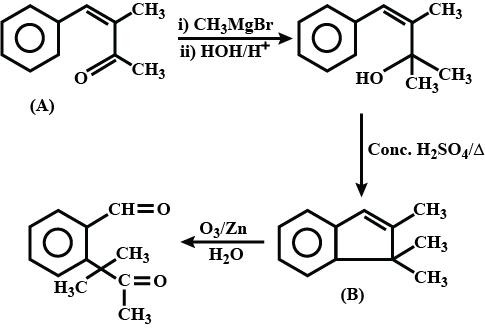 CH₃
i) CH₃MgBr
ii) HOH/H⁺
O
CH₃
(A)
CH₃
HO
CH₃
CH₃
Conc. H₂SO₄/Δ
CH₃
CH₃
CH₃
(B)
O₃/Zn
H₂O
CH=O
CH₃
H₃C
C=O
CH₃